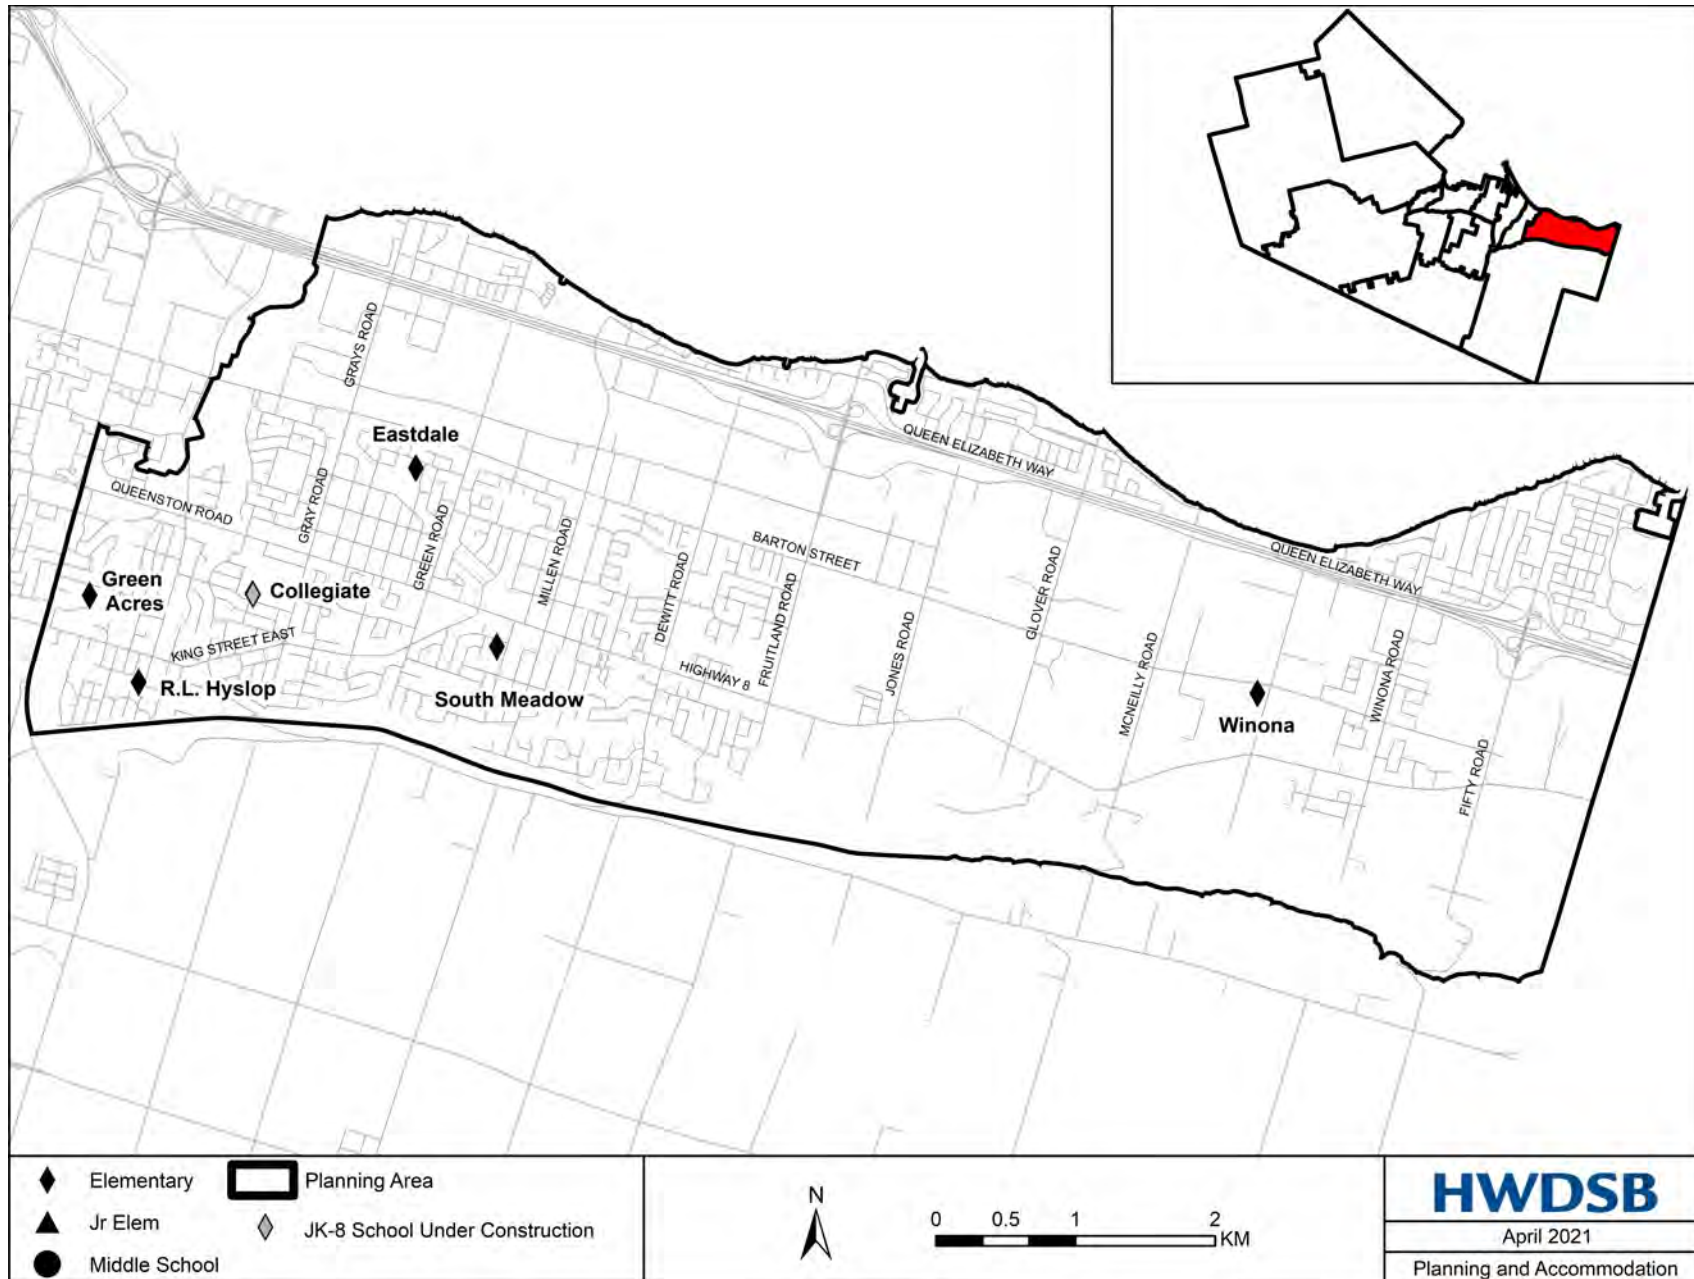 GRAYS ROAD
Eastdale
QUEEN ELIZABETH WAY
QUEENSTON ROAD
GRAY ROAD
GREEN ROAD
MILLEN ROAD
BARTON STREET
QUEEN ELIZABETH WAY
Green
Acres
Collegiate
DEWITT ROAD
FRUITLAND ROAD
JONES ROAD
GLOVER ROAD
KING STREET EAST
R.L. Hyslop
South Meadow
HIGHWAY 8
MCNEILLY ROAD
Winona
WINONA ROAD
FIFTY ROAD
Elementary
Planning Area
Jr Elem
JK-8 School Under Construction
Middle School
N
0 0.5 1 2
KM
HWDSB
April 2021
Planning and Accommodation